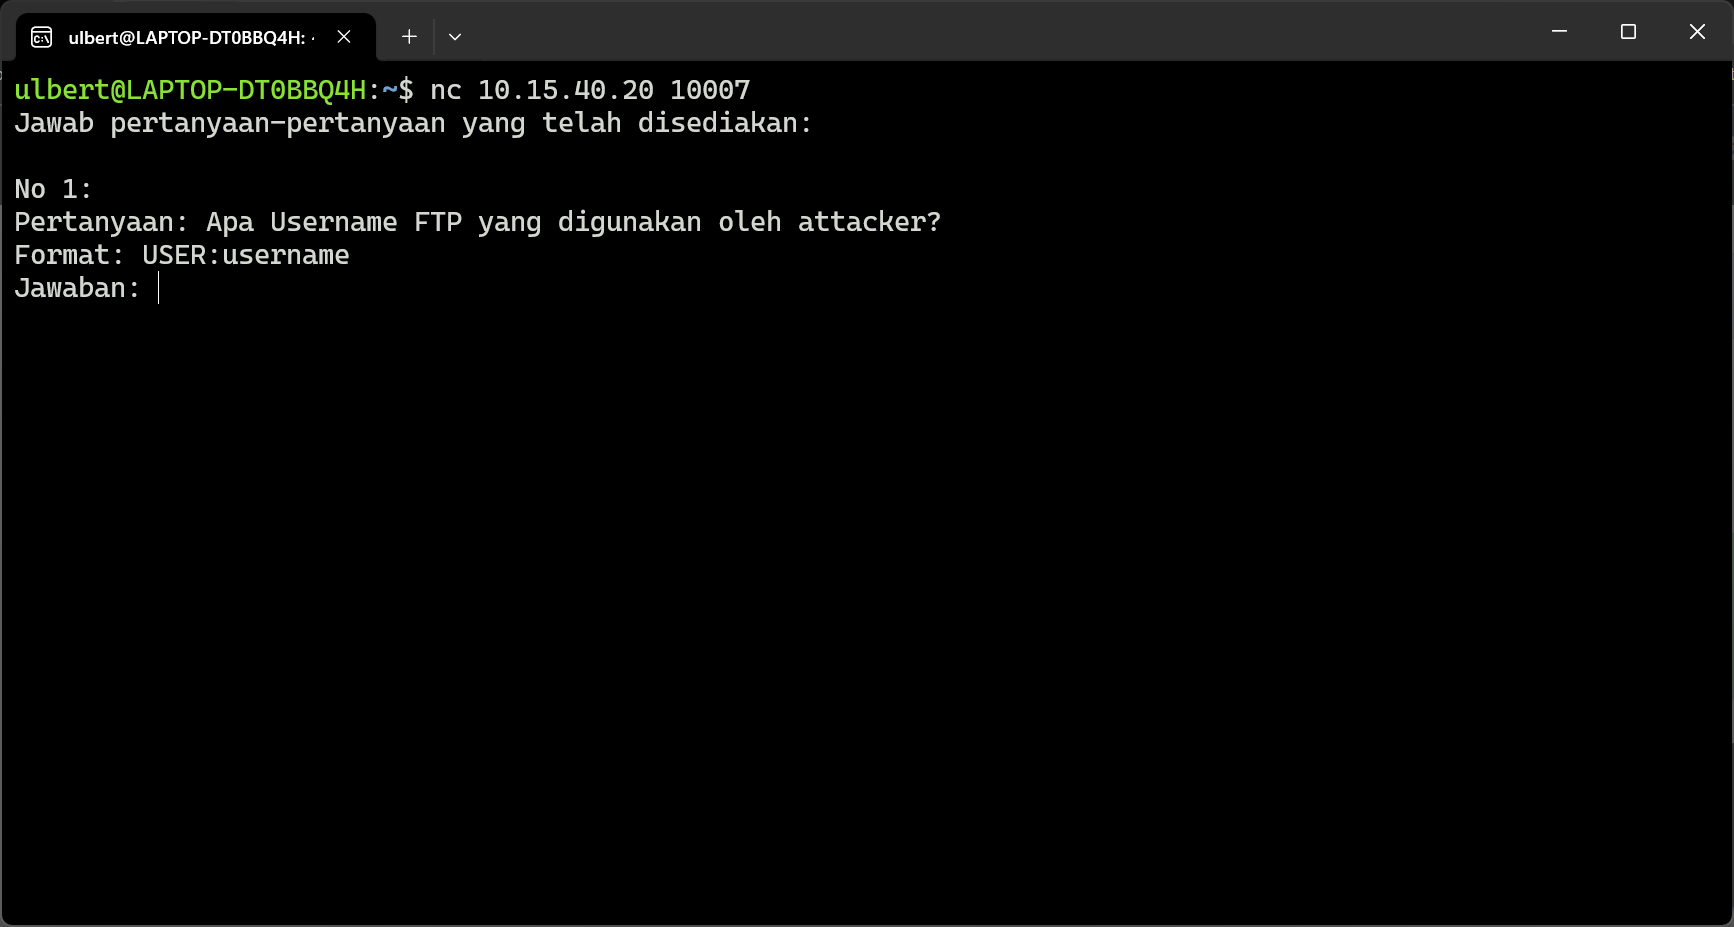 ulbert@LAPTOP-DT0BBQ4H: ~
ulbert@LAPTOP-DT0BBQ4H:~$ nc 10.15.40.20 10007
Jawab pertanyaan-pertanyaan yang telah disediakan:
No 1:
Pertanyaan: Apa Username FTP yang digunakan oleh attacker?
Format: USER:username
Jawaban: